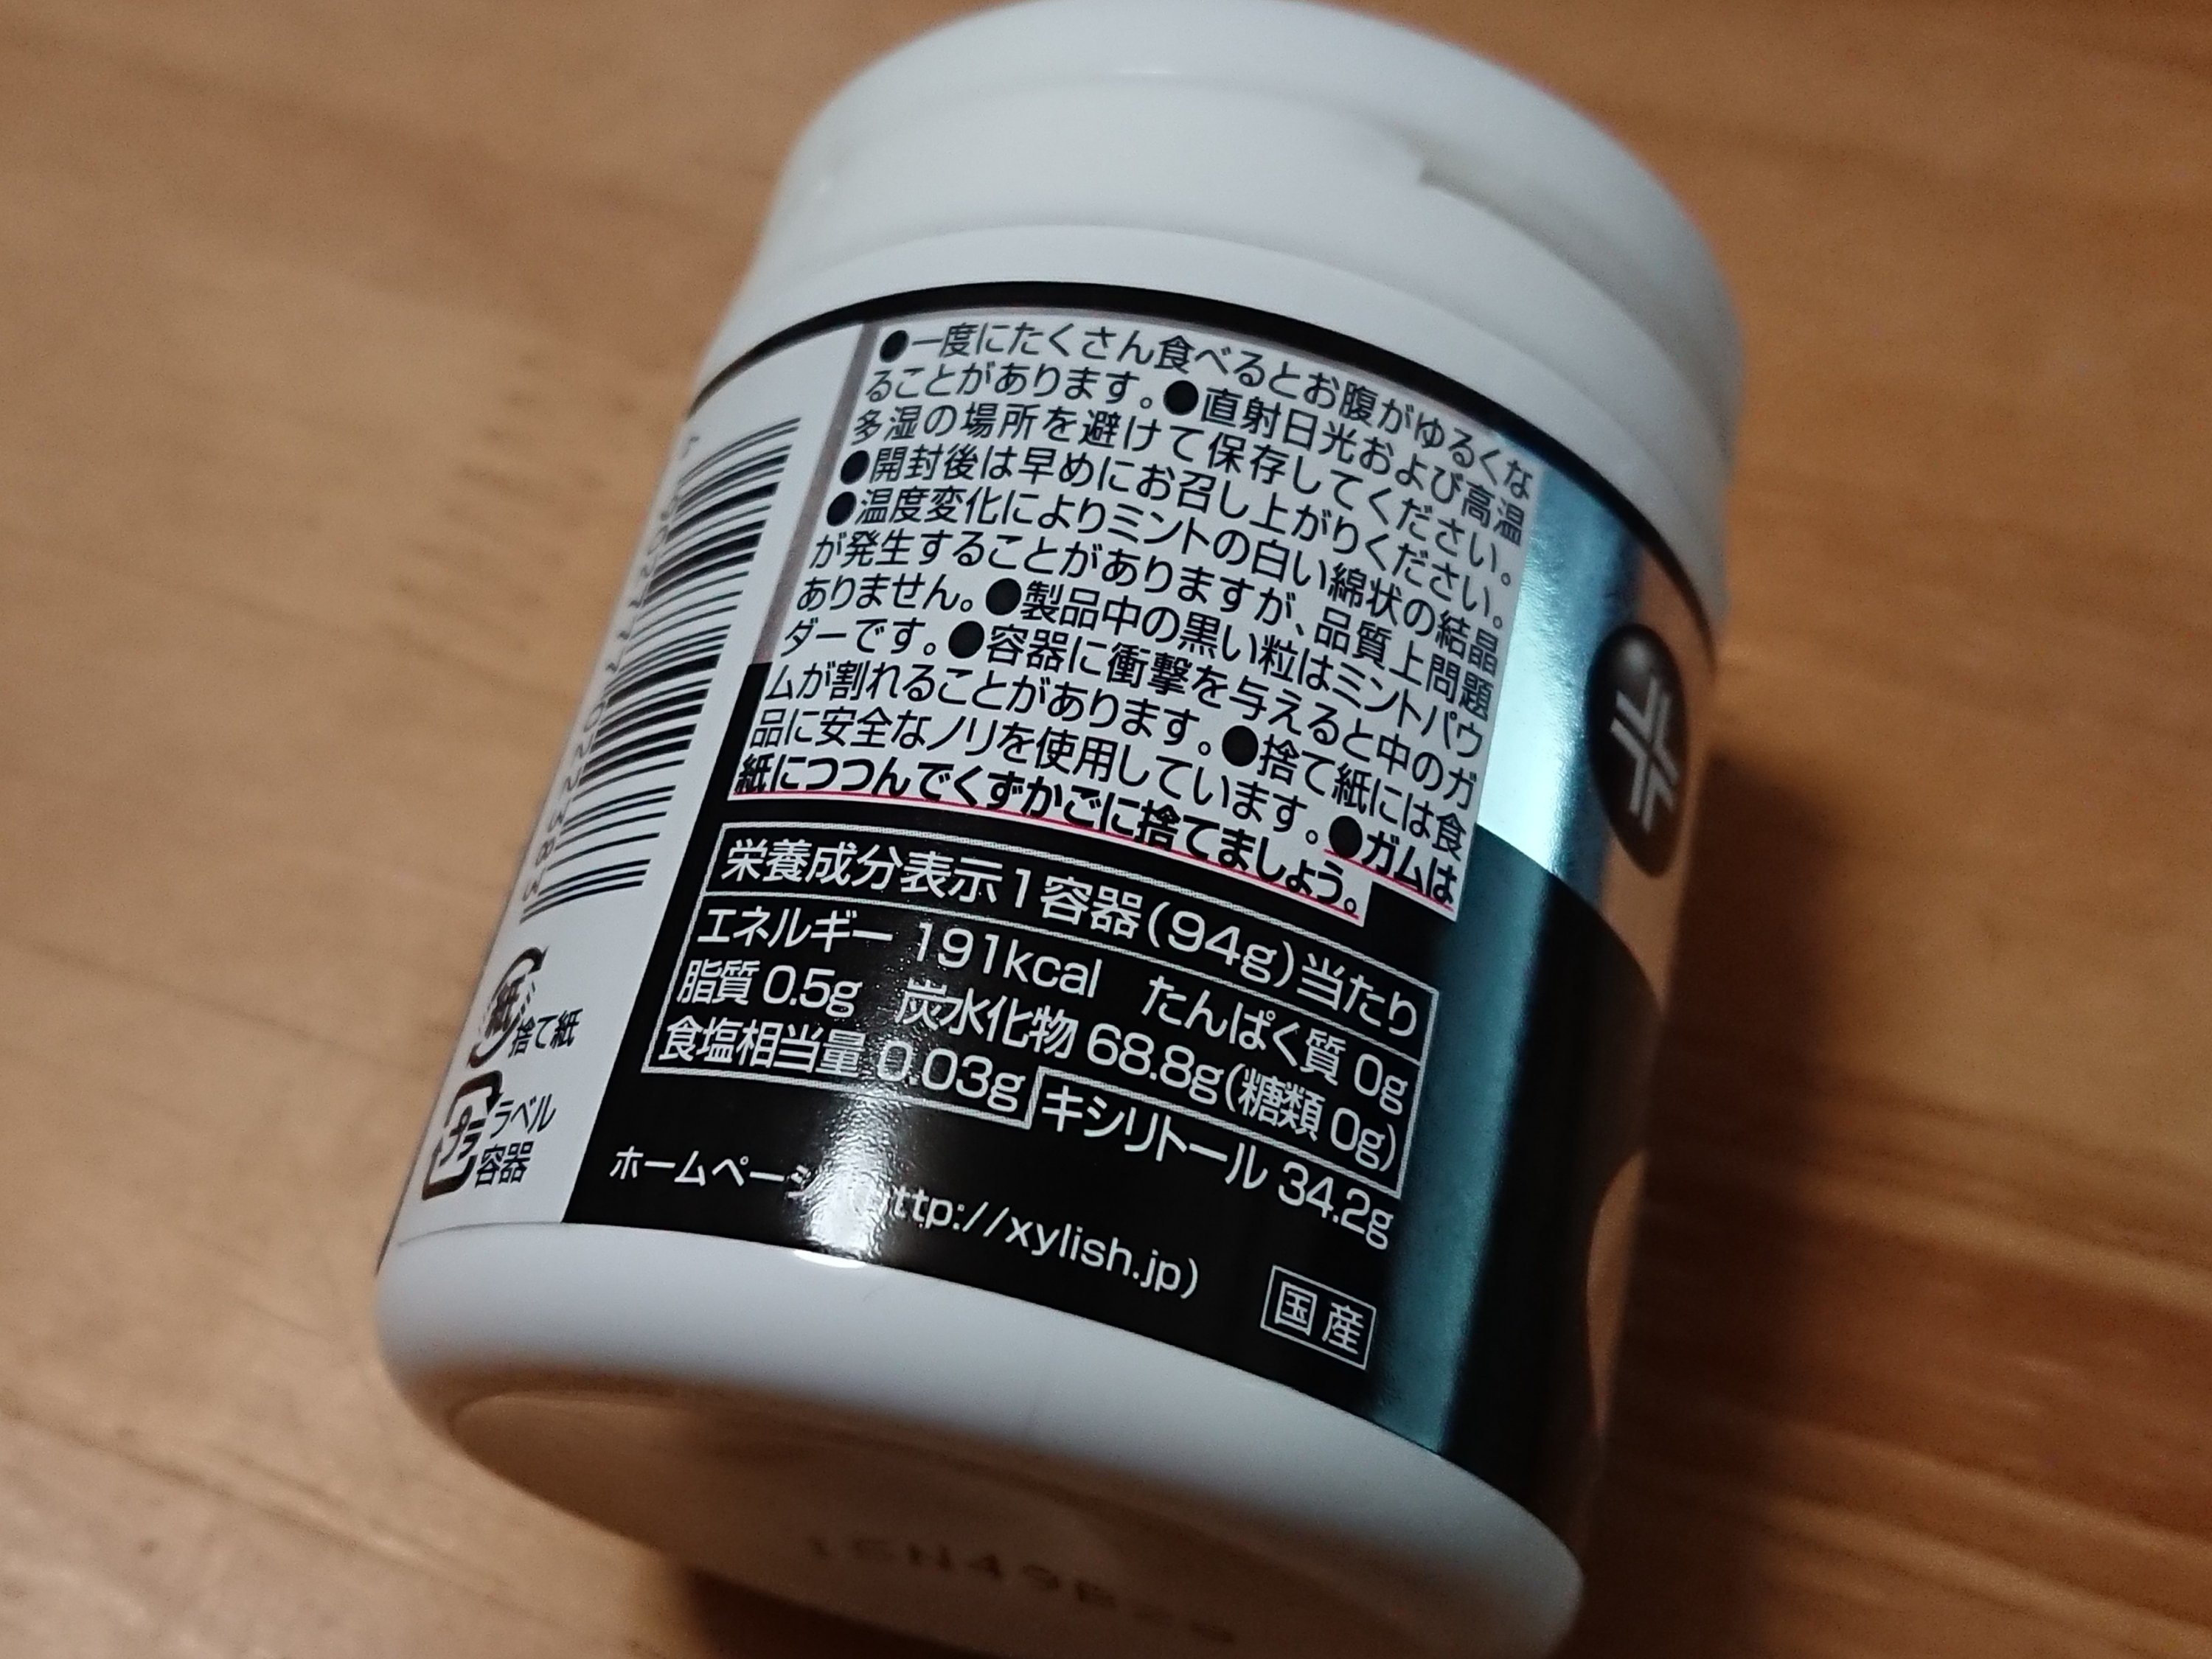 ●一度にたくさん食べるとお腹がゆるくな
ることがあります。●直射日光および高温
多湿の場所を避けて保存してください。
●開封後は早めにお召し上がりください。
●温度変化によりミントの白い綿状の結晶
が発生することがありますが、品質上問題
ありません。●製品中の黒い粒はミントパウ
ダーです。●容器に衝撃を与えると中のガ
ムが割れることがあります。●捨て紙には食
品に安全なノリを使用しています。●ガムは
紙につつんでくずかごに捨てましょう。
栄養成分表示1容器(94g)当たり
エネルギー 191kcal たんぱく質 0g
脂質 0.5g 炭水化物 68.8g(糖類 0g)
食塩相当量 0.03g キシリトール 34.2g
ホームページ http://xylish.jp)
国産
紙 捨て紙
プラ ラベル
容器